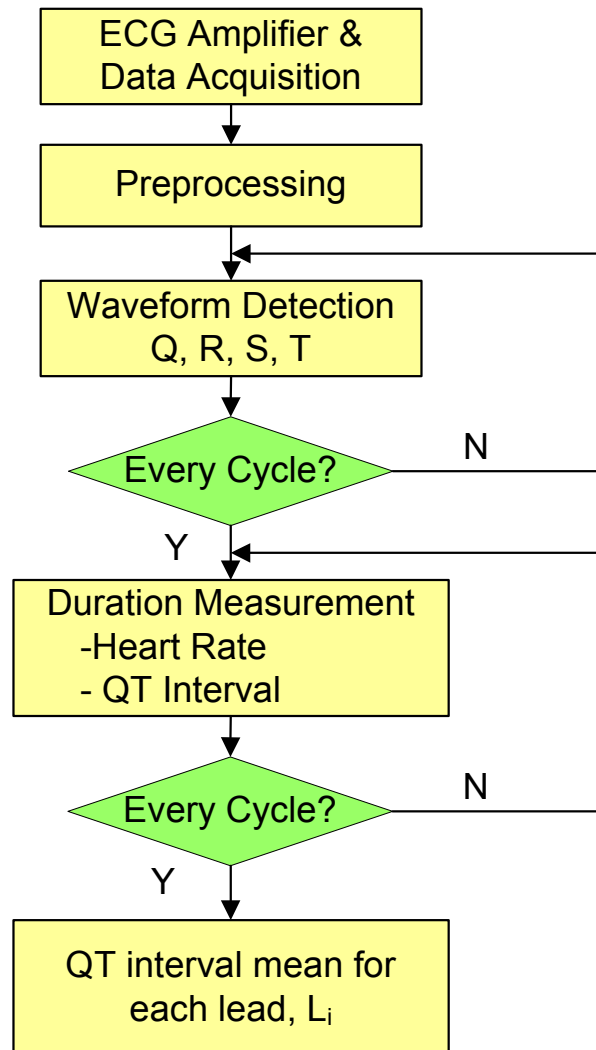 ECG Amplifier &
Data Acquisition
Preprocessing
Waveform Detection
Q, R, S, T
Every Cycle?
N
Y
Duration Measurement
-Heart Rate
- QT Interval
Every Cycle?
N
Y
QT interval mean for
each lead, Li